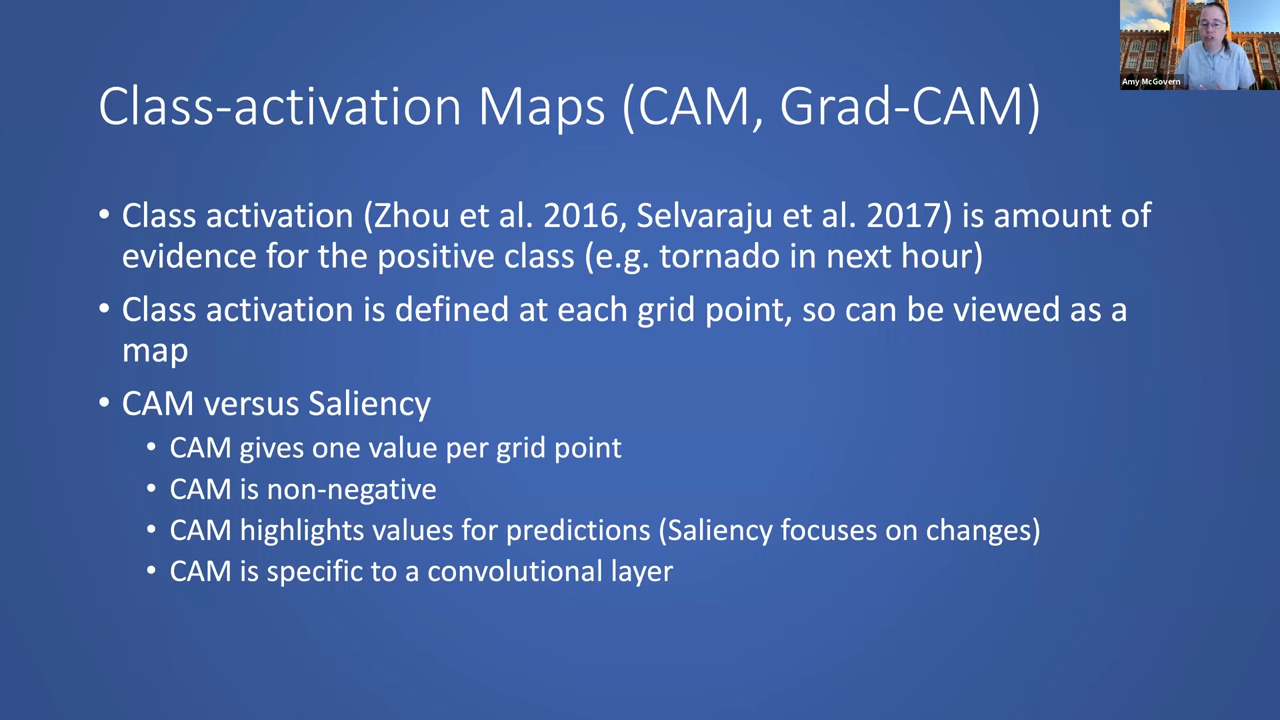 Amy McGovern
Class-activation Maps (CAM, Grad-CAM)
• Class activation (Zhou et al. 2016, Selvaraju et al. 2017) is amount of
evidence for the positive class (e.g. tornado in next hour)
• Class activation is defined at each grid point, so can be viewed as a
map
• CAM versus Saliency
• CAM gives one value per grid point
• CAM is non-negative
• CAM highlights values for predictions (Saliency focuses on changes)
• CAM is specific to a convolutional layer